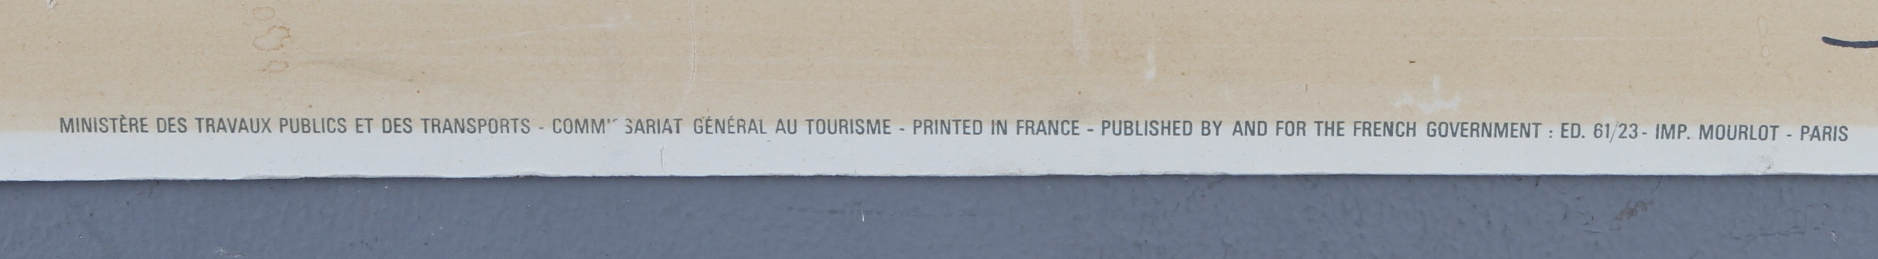 MINISTÈRE DES TRAVAUX PUBLICS ET DES TRANSPORTS - COMMISSARIAT GÉNÉRAL AU TOURISME - PRINTED IN FRANCE - PUBLISHED BY AND FOR THE FRENCH GOVERNMENT : ED. 61/23 - IMP. MOURLOT - PARIS